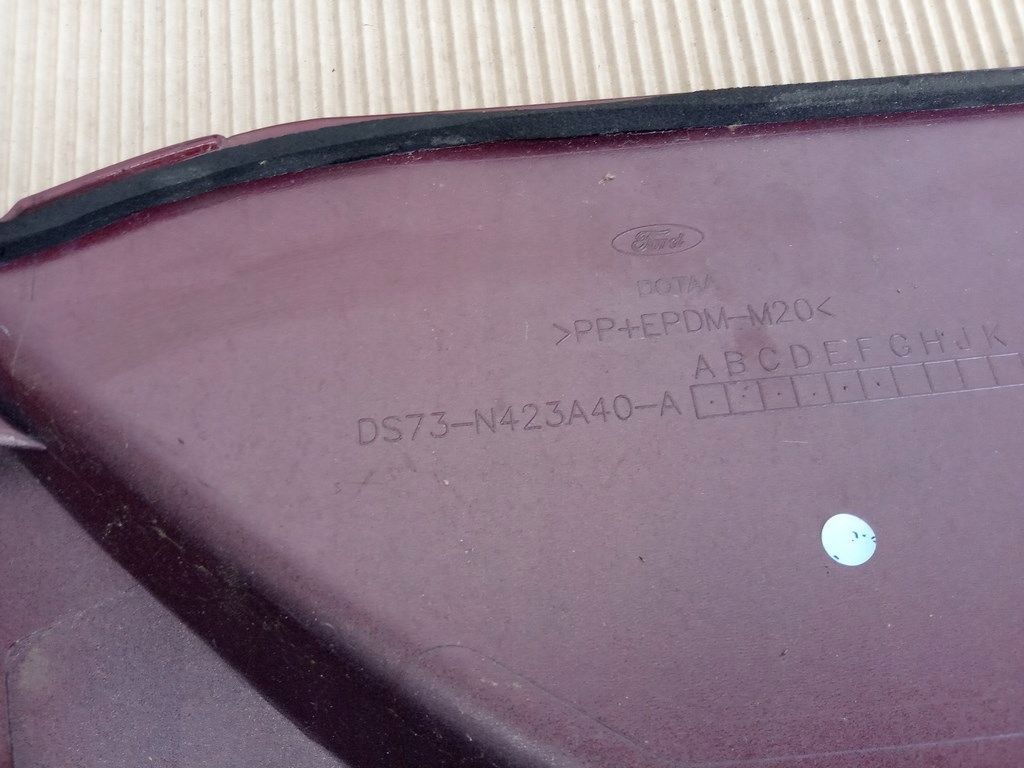 Ford
DOTAA
>PP+EPDM-M20<
A B C D E F G H J K
DS73-N423A40-A